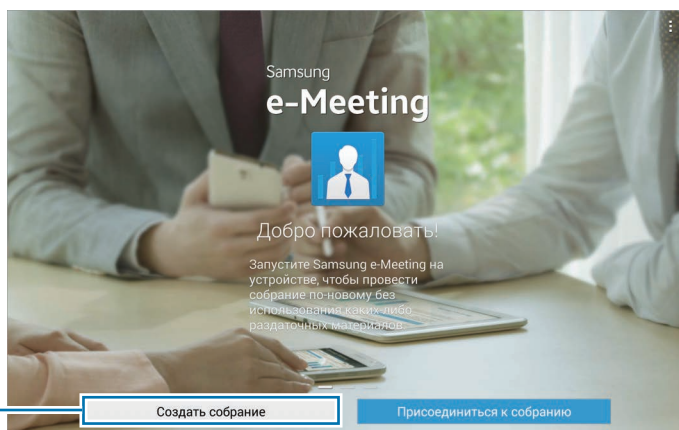 Samsung
e-Meeting
Добро пожаловать!
Запустите Samsung e-Meeting на
устройстве, чтобы провести
собрание по-новому без
использования каких-либо
раздаточных материалов.
Создать собрание
Присоединиться к собранию